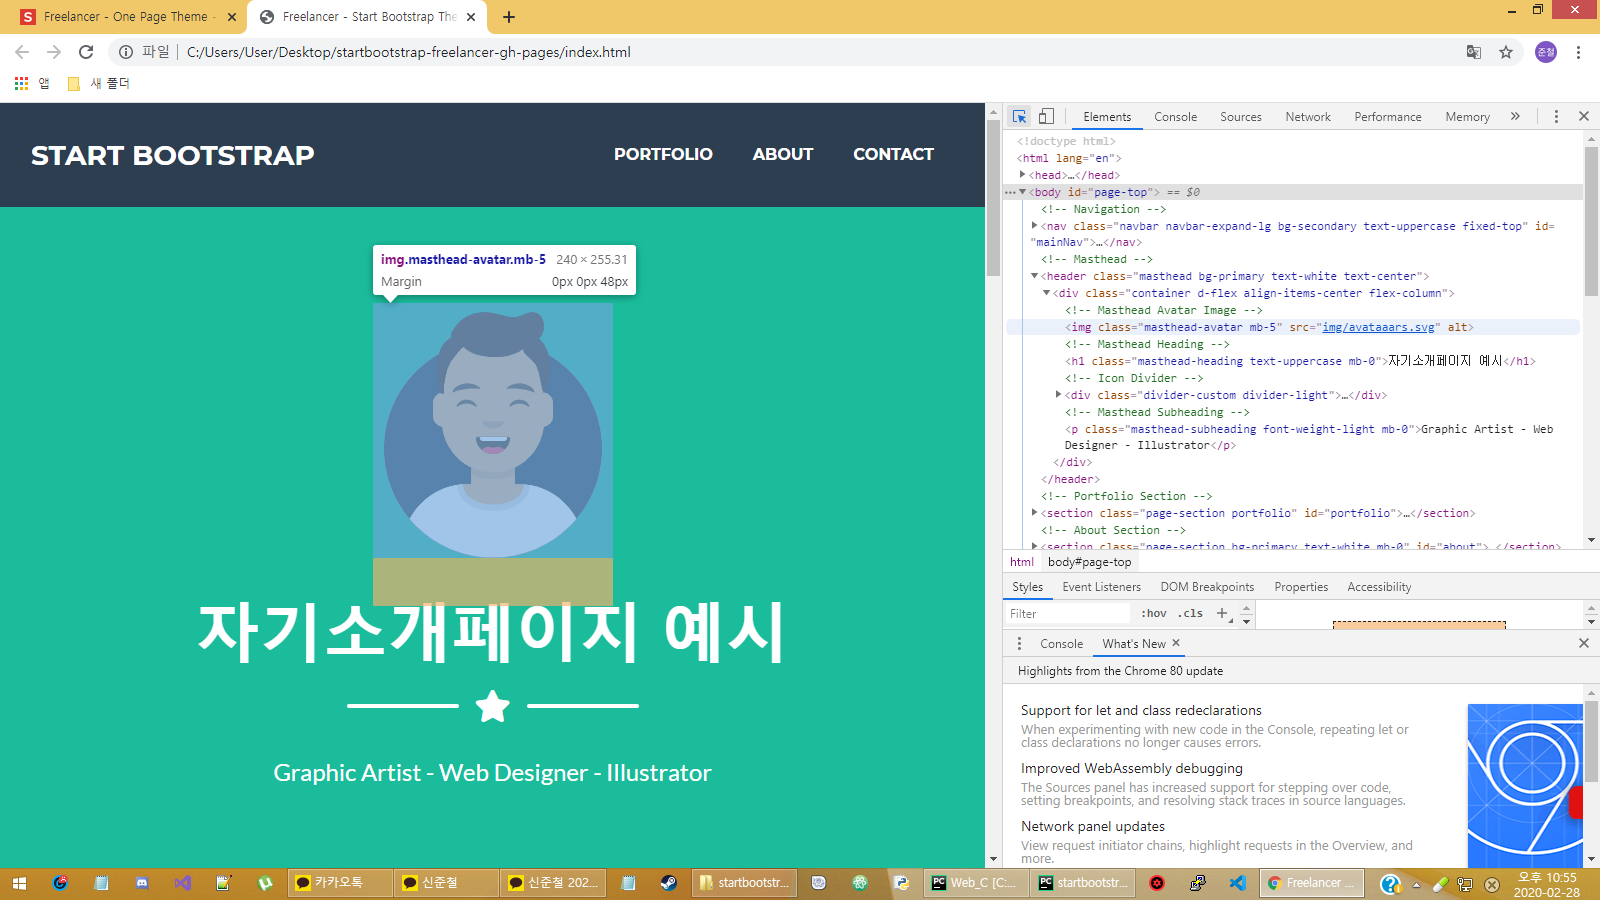 Freelancer - One Page Theme -
Freelancer - Start Bootstrap The
파일
C:/Users/User/Desktop/startbootstrap-freelancer-gh-pages/index.html
준철
앱
새 폴더
START BOOTSTRAP
PORTFOLIO
ABOUT
CONTACT
img.masthead-avatar.mb-5 240 × 255.31
Margin 0px 0px 48px
자기소개페이지 예시
Graphic Artist - Web Designer - Illustrator
Elements Console Sources Network Performance Memory »
<!doctype html>
<html lang="en">
<head>…</head>
<body id="page-top"> == $0
<!-- Navigation -->
<nav class="navbar navbar-expand-lg bg-secondary text-uppercase fixed-top" id=
"mainNav">…</nav>
<!-- Masthead -->
<header class="masthead bg-primary text-white text-center">
<div class="container d-flex align-items-center flex-column">
<!-- Masthead Avatar Image -->
<img class="masthead-avatar mb-5" src="img/avataaars.svg" alt>
<!-- Masthead Heading -->
<h1 class="masthead-heading text-uppercase mb-0">자기소개페이지 예시</h1>
<!-- Icon Divider -->
<div class="divider-custom divider-light">…</div>
<!-- Masthead Subheading -->
<p class="masthead-subheading font-weight-light mb-0">Graphic Artist - Web
Designer - Illustrator</p>
</div>
</header>
<!-- Portfolio Section -->
<section class="page-section portfolio" id="portfolio">…</section>
<!-- About Section -->
<section class="page-section bg-primary text-white mb-0" id="about">…</section>
html body#page-top
Styles Event Listeners DOM Breakpoints Properties Accessibility
Filter :hov .cls +
Console What's New
Highlights from the Chrome 80 update
Support for let and class redeclarations
When experimenting with new code in the Console, repeating let or
class declarations no longer causes errors.
Improved WebAssembly debugging
The Sources panel has increased support for stepping over code,
setting breakpoints, and resolving stack traces in source languages.
Network panel updates
View request initiator chains, highlight requests in the Overview, and
more.
카카오톡
신준철
신준철 202...
startbootstr...
Web_C [C:...
startbootstr...
Freelancer ...
오후 10:55
2020-02-28